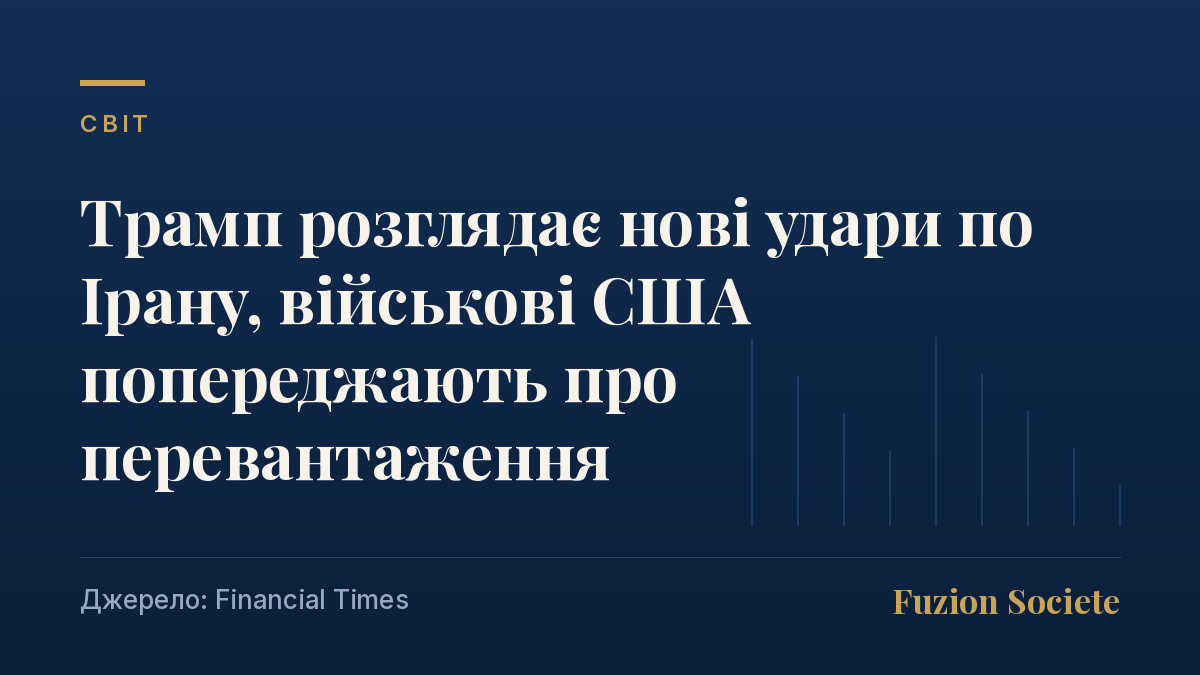 СВІТ
Трамп розглядає нові удари по
Ірану, військові США
попереджають про
перевантаження
Джерело: Financial Times
Fuzion Societe